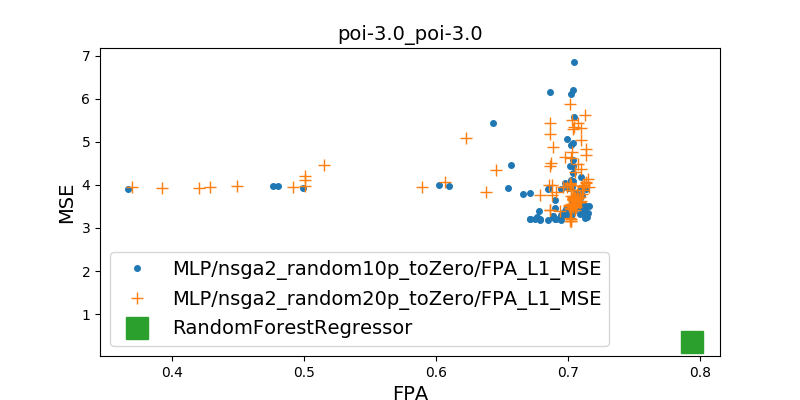 poi-3.0_poi-3.0
7
6
5
4
3
2
1
MSE
MLP/nsga2_random10p_toZero/FPA_L1_MSE
MLP/nsga2_random20p_toZero/FPA_L1_MSE
RandomForestRegressor
0.4 0.5 0.6 0.7 0.8
FPA